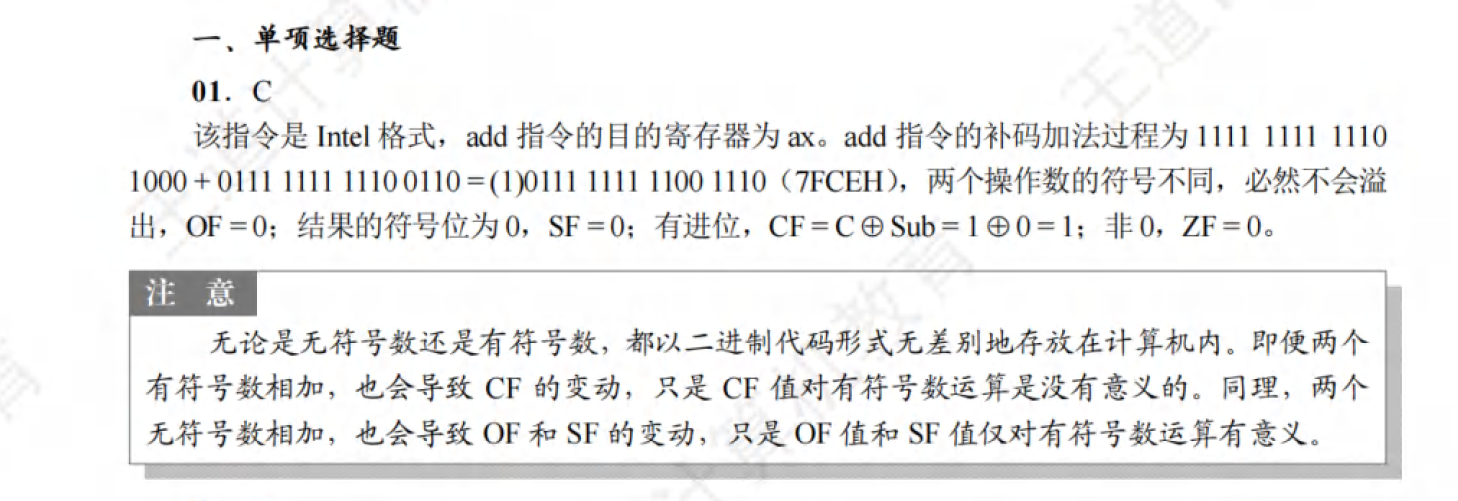 一、单项选择题
01. C
该指令是 Intel 格式，add 指令的目的寄存器为 ax。add 指令的补码加法过程为 1111 1111 1110
1000 + 0111 1111 1110 0110 = (1)0111 1111 1100 1110（7FCEH），两个操作数的符号不同，必然不会溢
出，OF = 0；结果的符号位为 0，SF = 0；有进位，CF = C ⊕ Sub = 1 ⊕ 0 = 1；非 0，ZF = 0。
注 意
无论是无符号数还是有符号数，都以二进制代码形式无差别地存放在计算机内。即便两个
有符号数相加，也会导致 CF 的变动，只是 CF 值对有符号数运算是没有意义的。同理，两个
无符号数相加，也会导致 OF 和 SF 的变动，只是 OF 值和 SF 值仅对有符号数运算有意义。